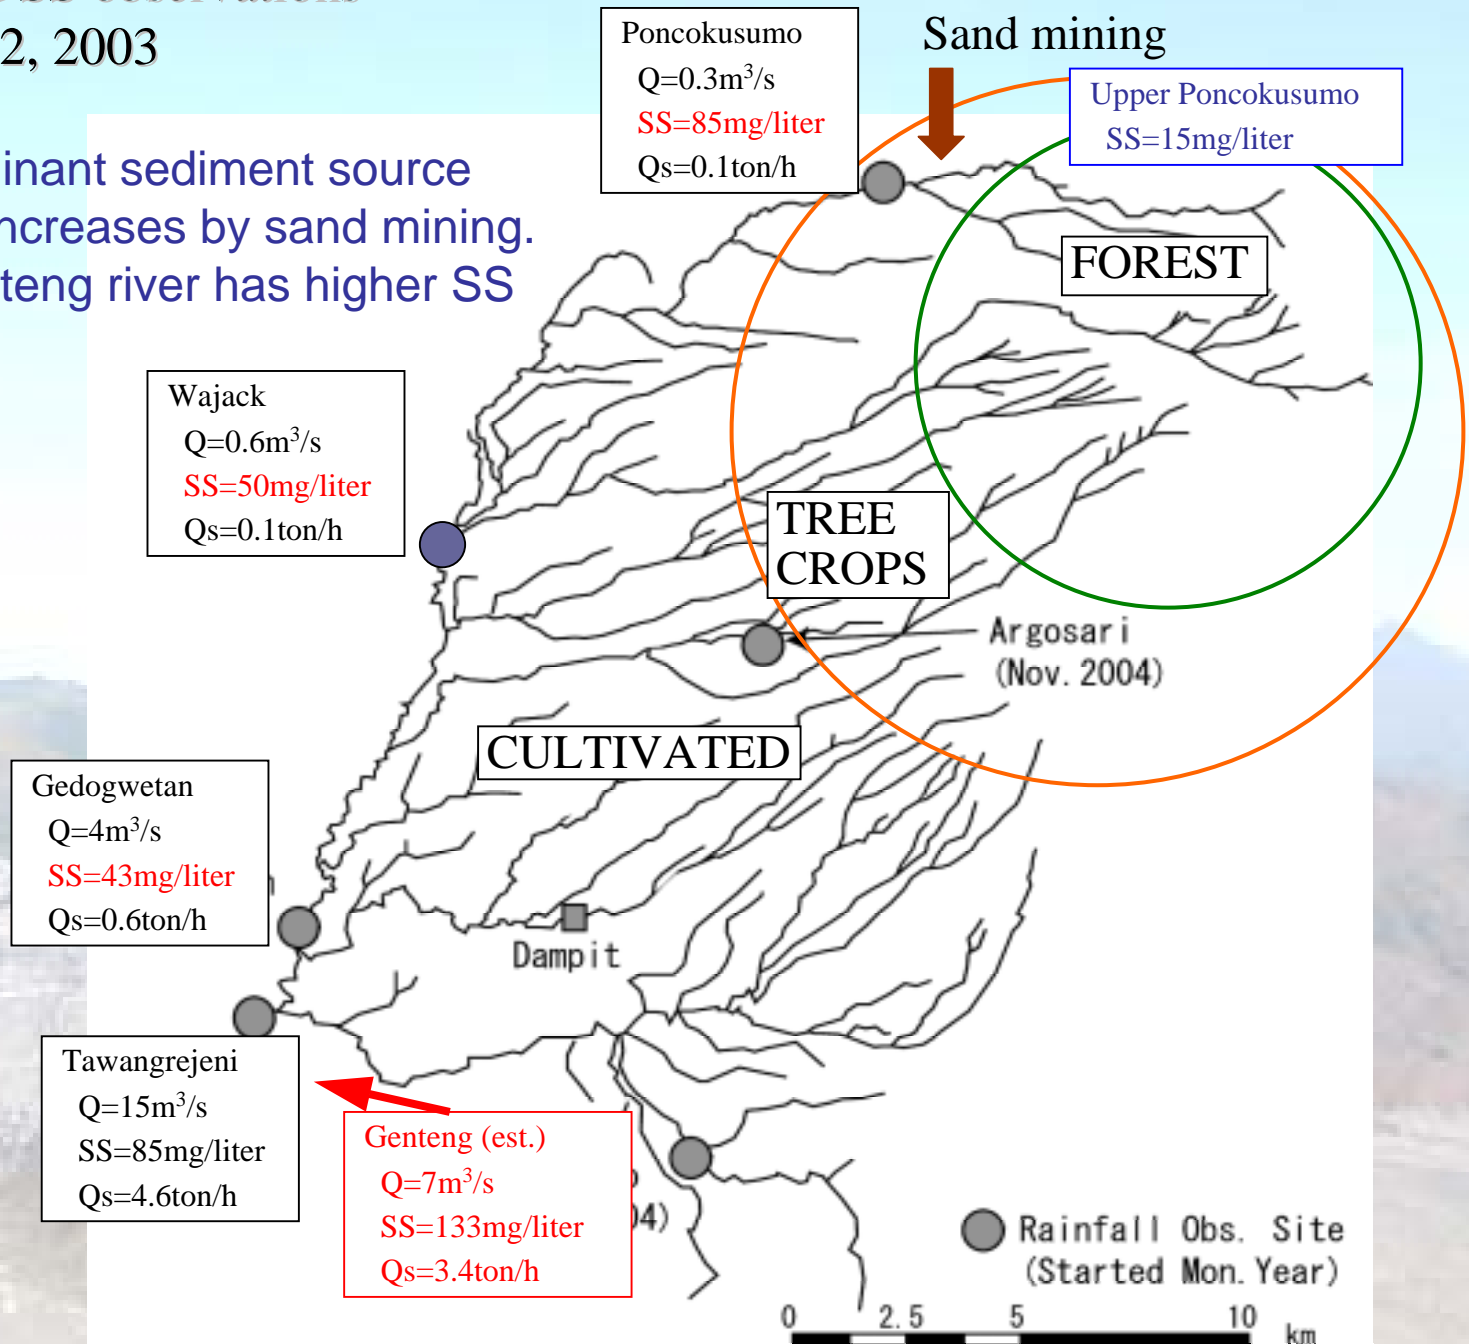 SS observations
2, 2003
inant sediment source
ncreases by sand mining.
teng river has higher SS
Poncokusumo
Q=0.3m³/s
SS=85mg/liter
Qs=0.1ton/h
Sand mining
Upper Poncokusumo
SS=15mg/liter
FOREST
Wajack
Q=0.6m³/s
SS=50mg/liter
Qs=0.1ton/h
TREE
CROPS
Argosari
(Nov. 2004)
CULTIVATED
Gedogwetan
Q=4m³/s
SS=43mg/liter
Qs=0.6ton/h
Dampit
Tawangrejeni
Q=15m³/s
SS=85mg/liter
Qs=4.6ton/h
Genteng (est.)
Q=7m³/s
SS=133mg/liter
Qs=3.4ton/h
04)
Rainfall Obs. Site
(Started Mon. Year)
0 2.5 5 10 km